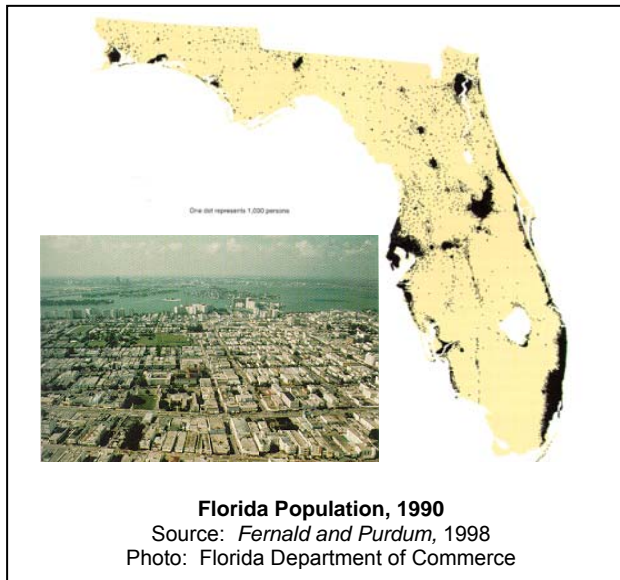 One dot represents 1,000 persons
Florida Population, 1990
Source: Fernald and Purdum, 1998
Photo: Florida Department of Commerce